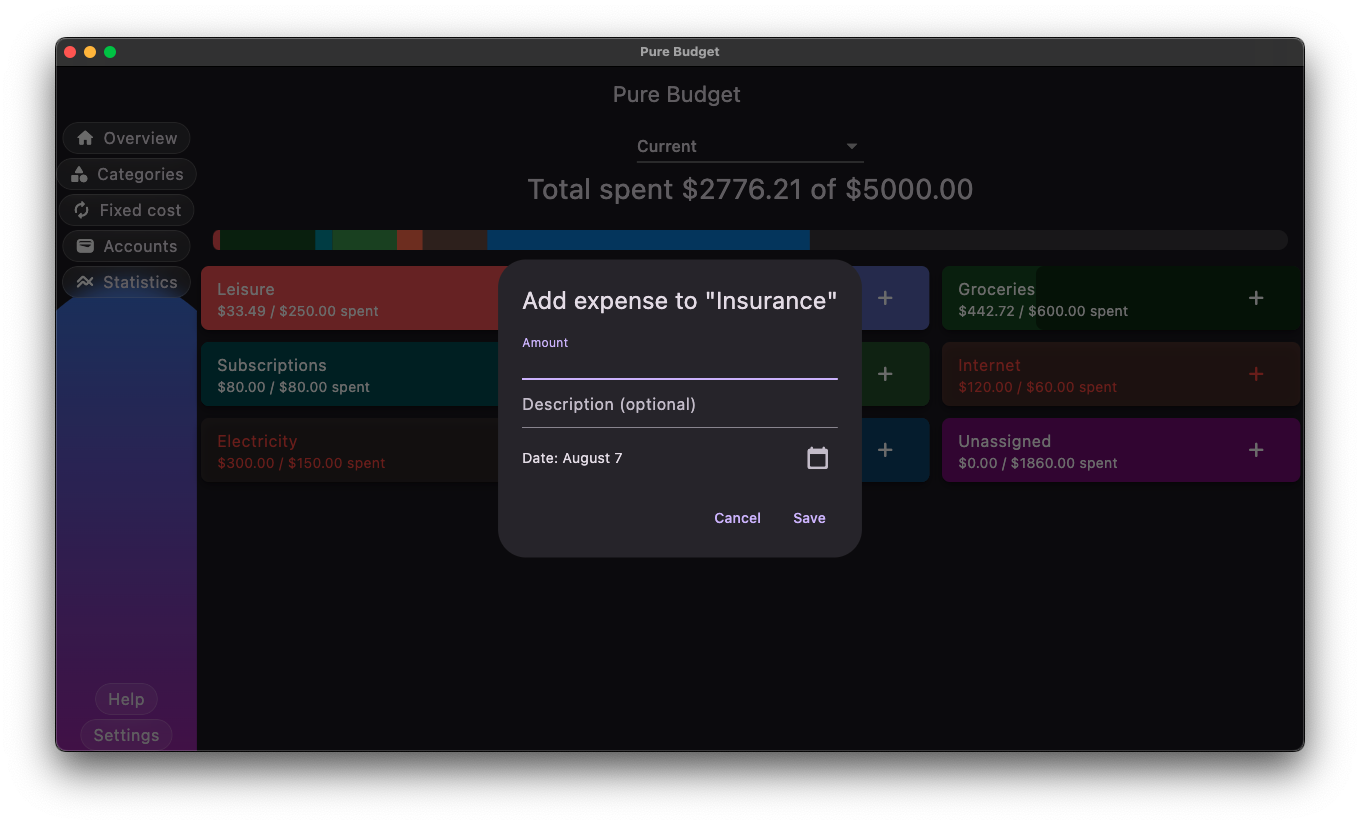 Pure Budget
Pure Budget
Overview
Categories
Fixed cost
Accounts
Statistics
Help
Settings
Current
Total spent $2776.21 of $5000.00
Leisure
$33.49 / $250.00 spent
+
Groceries
$442.72 / $600.00 spent
+
Subscriptions
$80.00 / $80.00 spent
+
Internet
$120.00 / $60.00 spent
+
Electricity
$300.00 / $150.00 spent
+
Unassigned
$0.00 / $1860.00 spent
+
Add expense to "Insurance"
Amount
Description (optional)
Date: August 7
Cancel
Save